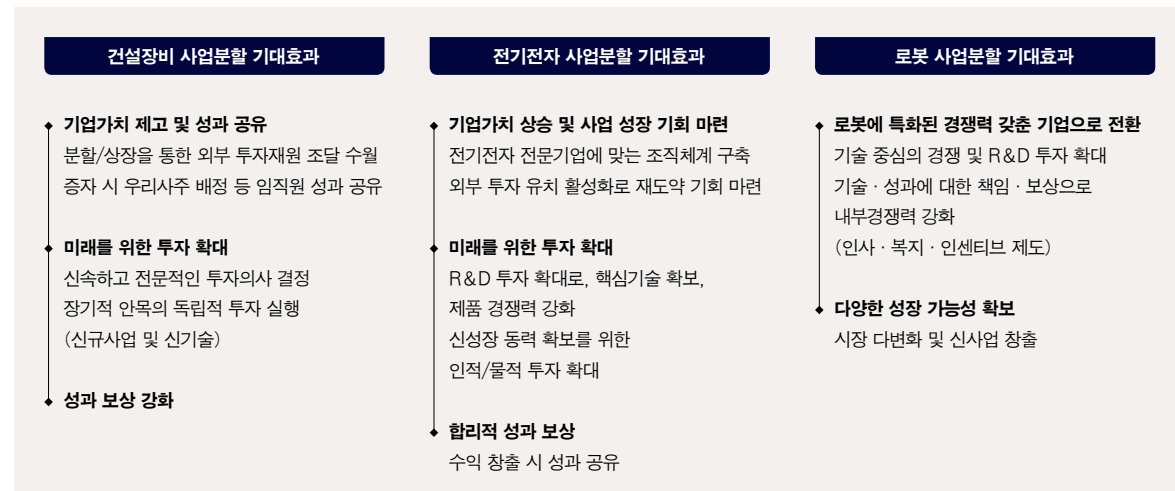 건설장비 사업분할 기대효과
기업가치 제고 및 성과 공유
분할/상장을 통한 외부 투자재원 조달 수월
증자 시 우리사주 배정 등 임직원 성과 공유
미래를 위한 투자 확대
신속하고 전문적인 투자의사 결정
장기적 안목의 독립적 투자 실행
(신규사업 및 신기술)
성과 보상 강화
전기전자 사업분할 기대효과
기업가치 상승 및 사업 성장 기회 마련
전기전자 전문기업에 맞는 조직체계 구축
외부 투자 유치 활성화로 재도약 기회 마련
미래를 위한 투자 확대
R&D 투자 확대로, 핵심기술 확보,
제품 경쟁력 강화
신성장 동력 확보를 위한
인적/물적 투자 확대
합리적 성과 보상
수익 창출 시 성과 공유
로봇 사업분할 기대효과
로봇에 특화된 경쟁력 갖춘 기업으로 전환
기술 중심의 경쟁 및 R&D 투자 확대
기술 · 성과에 대한 책임 · 보상으로
내부경쟁력 강화
(인사 · 복지 · 인센티브 제도)
다양한 성장 가능성 확보
시장 다변화 및 신사업 창출